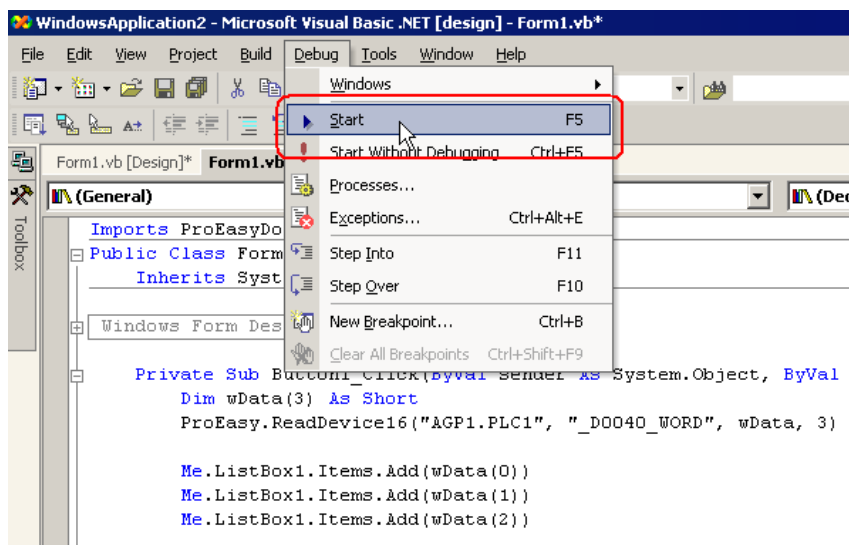 WindowsApplication2 - Microsoft Visual Basic .NET [design] - Form1.vb*
File Edit View Project Build Debug Tools Window Help
Windows
Start F5
Start Without Debugging Ctrl+F5
Processes...
Exceptions... Ctrl+Alt+E
Step Into F11
Step Over F10
New Breakpoint... Ctrl+B
Clear All Breakpoints Ctrl+Shift+F9
Form1.vb [Design]* Form1.vb
Toolbox
(General) (Dec
Imports ProEasyDo
Public Class Form
Inherits Syst
Windows Form Des
Private Sub Button1_Click(ByVal sender As System.Object, ByVal
Dim wData(3) As Short
ProEasy.ReadDevice16("AGP1.PLC1", "_D0040_WORD", wData, 3)
Me.ListBox1.Items.Add(wData(0))
Me.ListBox1.Items.Add(wData(1))
Me.ListBox1.Items.Add(wData(2))